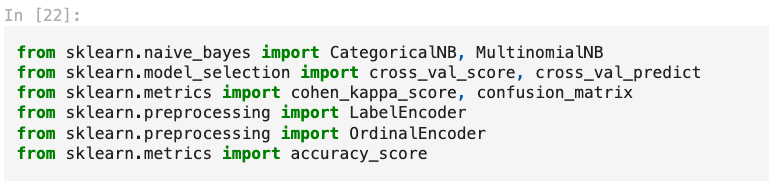 In [22]:
from sklearn.naive_bayes import CategoricalNB, MultinomialNB
from sklearn.model_selection import cross_val_score, cross_val_predict
from sklearn.metrics import cohen_kappa_score, confusion_matrix
from sklearn.preprocessing import LabelEncoder
from sklearn.preprocessing import OrdinalEncoder
from sklearn.metrics import accuracy_score